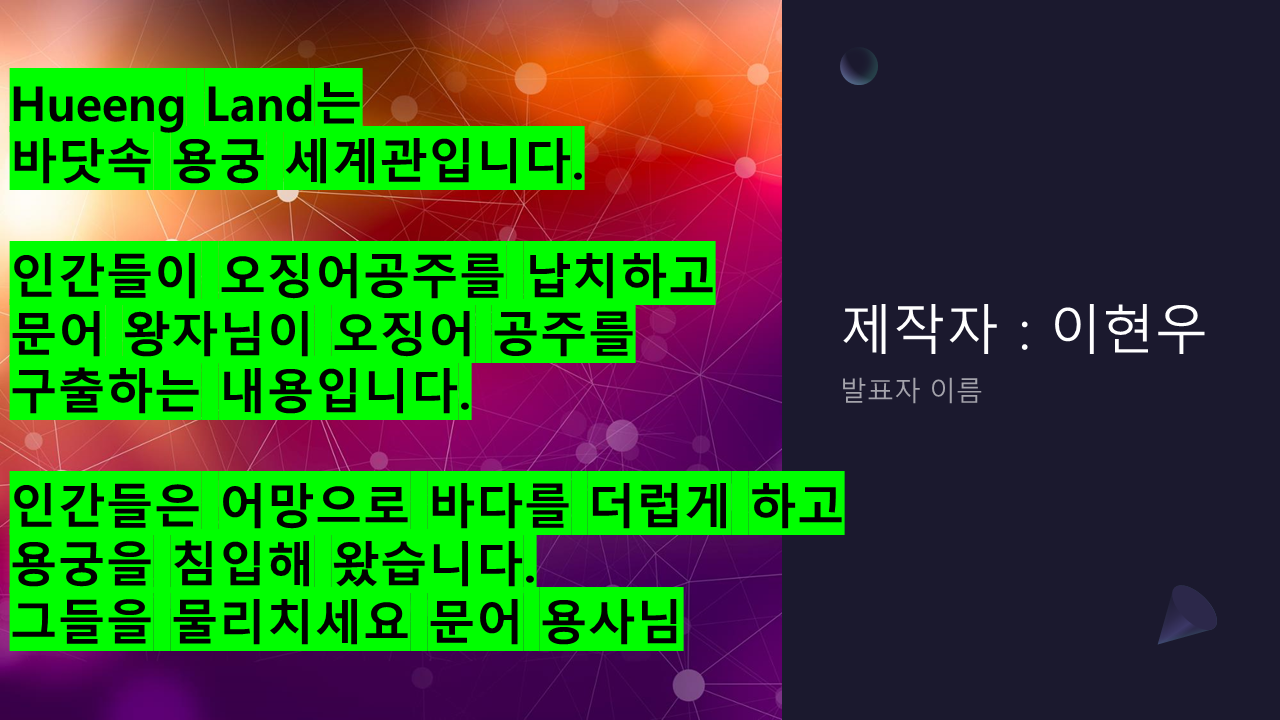 Hueeng Land는
바닷속 용궁 세계관입니다.
인간들이 오징어공주를 납치하고
문어 왕자님이 오징어 공주를
구출하는 내용입니다.
인간들은 어망으로 바다를 더럽게 하고
용궁을 침입해 왔습니다.
그들을 물리치세요 문어 용사님
제작자 : 이현우
발표자 이름